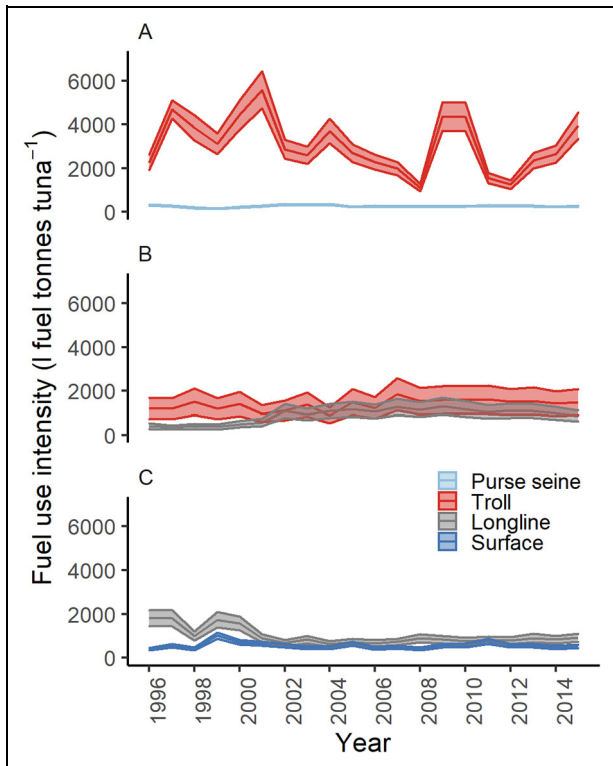 A
6000
4000
2000
0
B
6000
4000
2000
0
C
Purse seine
Troll
Longline
Surface
6000
4000
2000
0
1996
1998
2000
2002
2004
2006
2008
2010
2012
2014
Year
Fuel use intensity (l fuel tonnes tuna⁻¹)